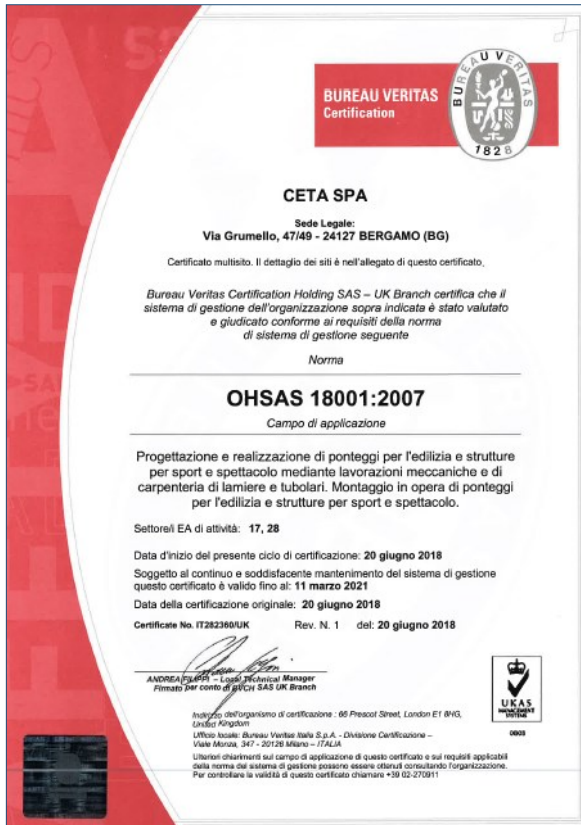 BUREAU VERITAS
Certification
BUREAU VERITAS
1828
CETA SPA
Sede Legale:
Via Grumello, 47/49 - 24127 BERGAMO (BG)
Certificato multisito. Il dettaglio dei siti è nell'allegato di questo certificato,
Bureau Veritas Certification Holding SAS – UK Branch certifica che il
sistema di gestione dell'organizzazione sopra indicata è stato valutato
e giudicato conforme ai requisiti della norma
di sistema di gestione seguente
Norma
OHSAS 18001:2007
Campo di applicazione
Progettazione e realizzazione di ponteggi per l'edilizia e strutture
per sport e spettacolo mediante lavorazioni meccaniche e di
carpenteria di lamiere e tubolari. Montaggio in opera di ponteggi
per l'edilizia e strutture per sport e spettacolo.
Settore/i EA di attività: 17, 28
Data d'inizio del presente ciclo di certificazione: 20 giugno 2018
Soggetto al continuo e soddisfacente mantenimento del sistema di gestione
questo certificato è valido fino al: 11 marzo 2021
Data della certificazione originale: 20 giugno 2018
Certificate No. IT282360/UK Rev. N. 1 del: 20 giugno 2018
ANDREA FILIPPI – Local Technical Manager
Firmato per conto di BVCH SAS UK Branch
Indirizzo dell'organismo di certificazione : 66 Prescot Street, London E1 8HG,
United Kingdom
Ufficio locale: Bureau Veritas Italia S.p.A. - Divisione Certificazione –
Viale Monza, 347 - 20126 Milano – ITALIA
Ulteriori chiarimenti sul campo di applicazione di questo certificato e sui requisiti applicabili
della norma del sistema di gestione possono essere ottenuti consultando l'organizzazione.
Per controllare la validità di questo certificato chiamare +39 02-270911
UKAS
MANAGEMENT
SYSTEMS
0008